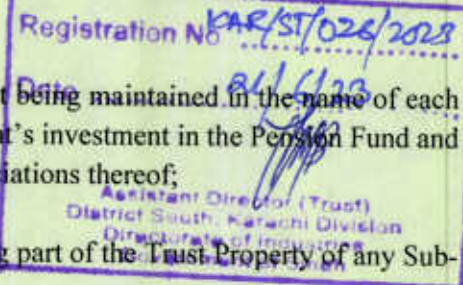 Registration No KAR/ST/026/2023
Date 21/6/23
t being maintained in the name of each
t's investment in the Pension Fund and
iations thereof;
Assistant Director (Trust)
District South, Karachi Division
Directorate of Industries
g part of the Trust Property of any Sub-